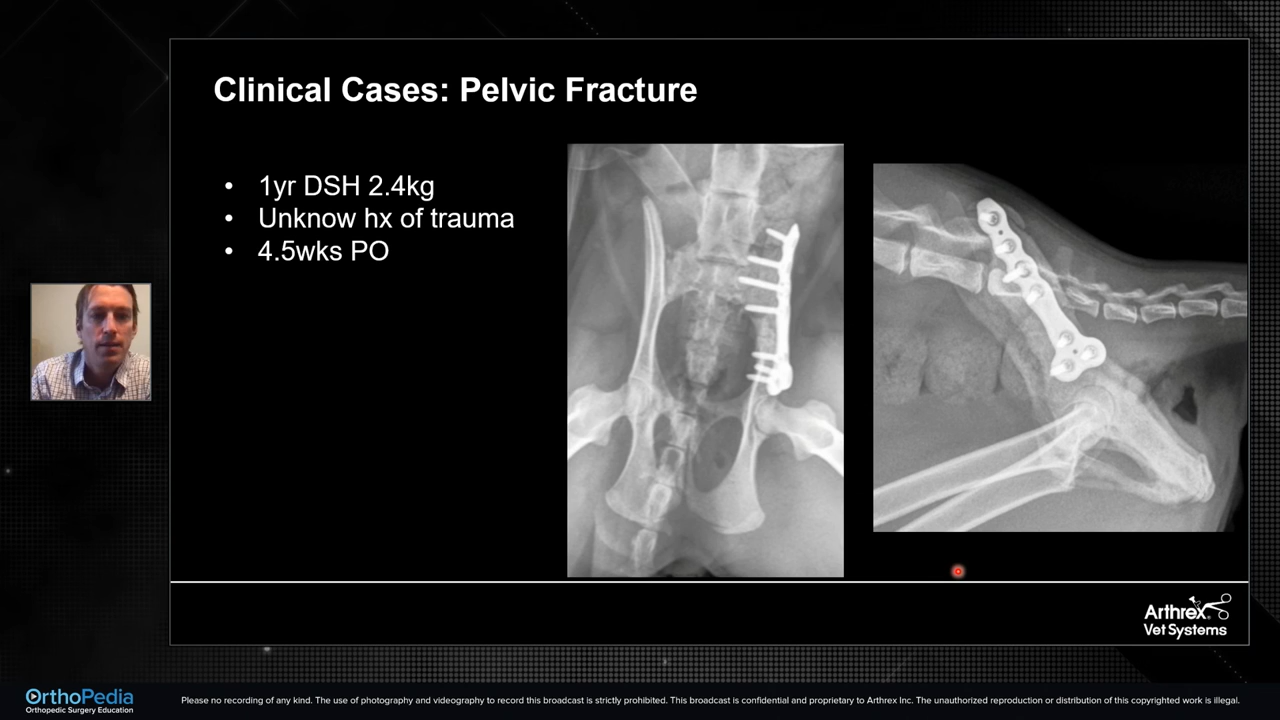 Clinical Cases: Pelvic Fracture
• 1yr DSH 2.4kg
• Unknow hx of trauma
• 4.5wks PO
Arthrex®
Vet Systems
OrthoPedia
Orthopedic Surgery Education
Please no recording of any kind. The use of photography and videography to record this broadcast is strictly prohibited. This broadcast is confidential and proprietary to Arthrex Inc. The unauthorized reproduction or distribution of this copyrighted work is illegal.